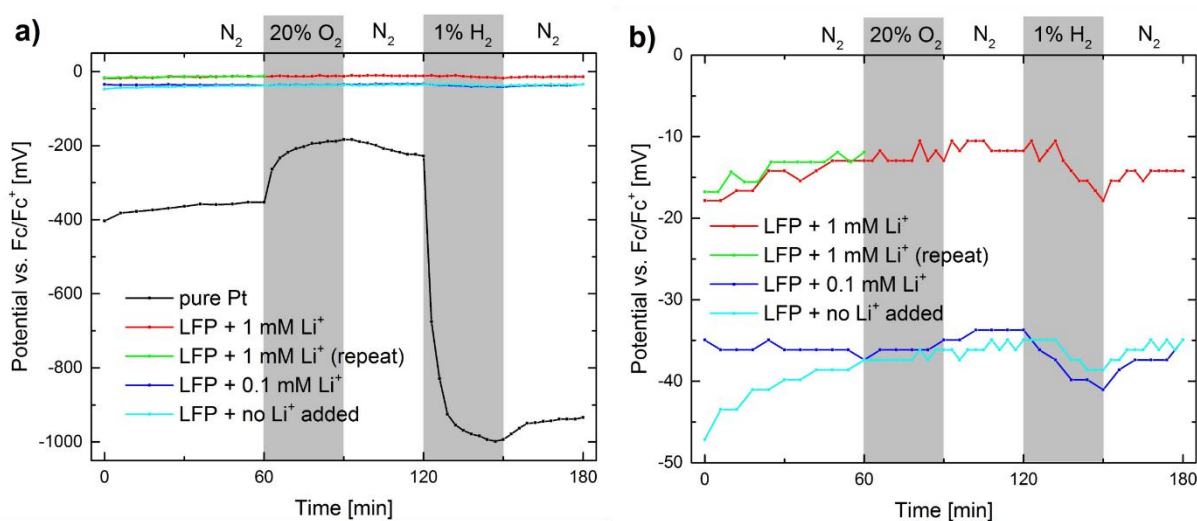 a)
N₂ 20% O₂ N₂ 1% H₂ N₂
0
-200
-400
-600
-800
-1000
Potential vs. Fc/Fc⁺ [mV]
pure Pt
LFP + 1 mM Li⁺
LFP + 1 mM Li⁺ (repeat)
LFP + 0.1 mM Li⁺
LFP + no Li⁺ added
0 60 90 120 150 180
Time [min]
b)
N₂ 20% O₂ N₂ 1% H₂ N₂
0
-10
-20
-30
-40
-50
Potential vs. Fc/Fc⁺ [mV]
LFP + 1 mM Li⁺
LFP + 1 mM Li⁺ (repeat)
LFP + 0.1 mM Li⁺
LFP + no Li⁺ added
0 60 90 120 150 180
Time [min]